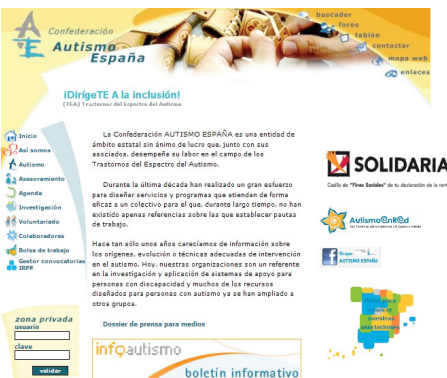 Confederación
Autismo
España
buscador
foros
tablón
contactar
mapa web
enlaces
¡DirígeTE A la inclusión!
(TEA) Trastornos del Espectro del Autismo
Inicio
Así somos
Autismo
Asesoramiento
Agenda
Investigación
Voluntariado
Colaboradores
Bolsa de trabajo
Gestor convocatorias
IRPF
zona privada
usuario
clave
validar
La Confederación AUTISMO ESPAÑA es una entidad de
ámbito estatal sin ánimo de lucro que, junto con sus
asociados, desempeña su labor en el campo de los
Trastornos del Espectro del Autismo.
Durante la última década han realizado un gran esfuerzo
para diseñar servicios y programas que atiendan de forma
eficaz a un colectivo para el que, durante largo tiempo, no han
existido apenas referencias sobre las que establecer pautas
de trabajo.
Hace tan sólo unos años carecíamos de información sobre
los orígenes, evolución o técnicas adecuadas de intervención
en el autismo. Hoy, nuestras organizaciones son un referente
en la investigación y aplicación de sistemas de apoyo para
personas con discapacidad y muchos de los recursos
diseñados para personas con autismo ya se han ampliado a
otros grupos.
Dossier de prensa para medios
infoautismo
boletín informativo
X SOLIDARIA
Casilla de "Fines Sociales" de tu declaración de la rent
Autism@nR@d
Grupo
AUTISMO ESPAÑA
Pulse para
conocer
nuestras
asociaciones